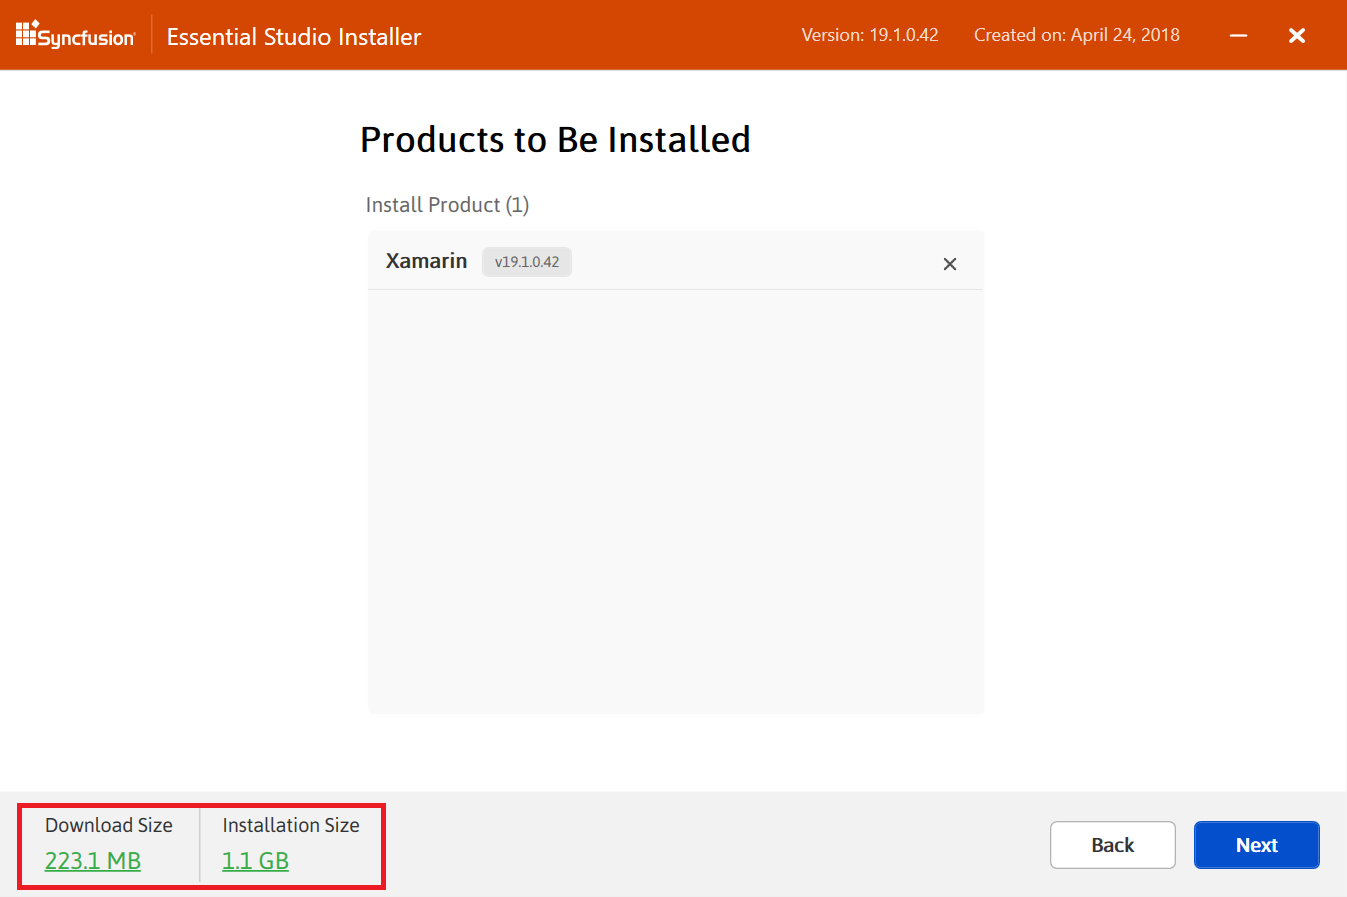 Syncfusion Essential Studio Installer Version: 19.1.0.42 Created on: April 24, 2018
Products to Be Installed
Install Product (1)
Xamarin v19.1.0.42
Download Size Installation Size
223.1 MB 1.1 GB
Back Next